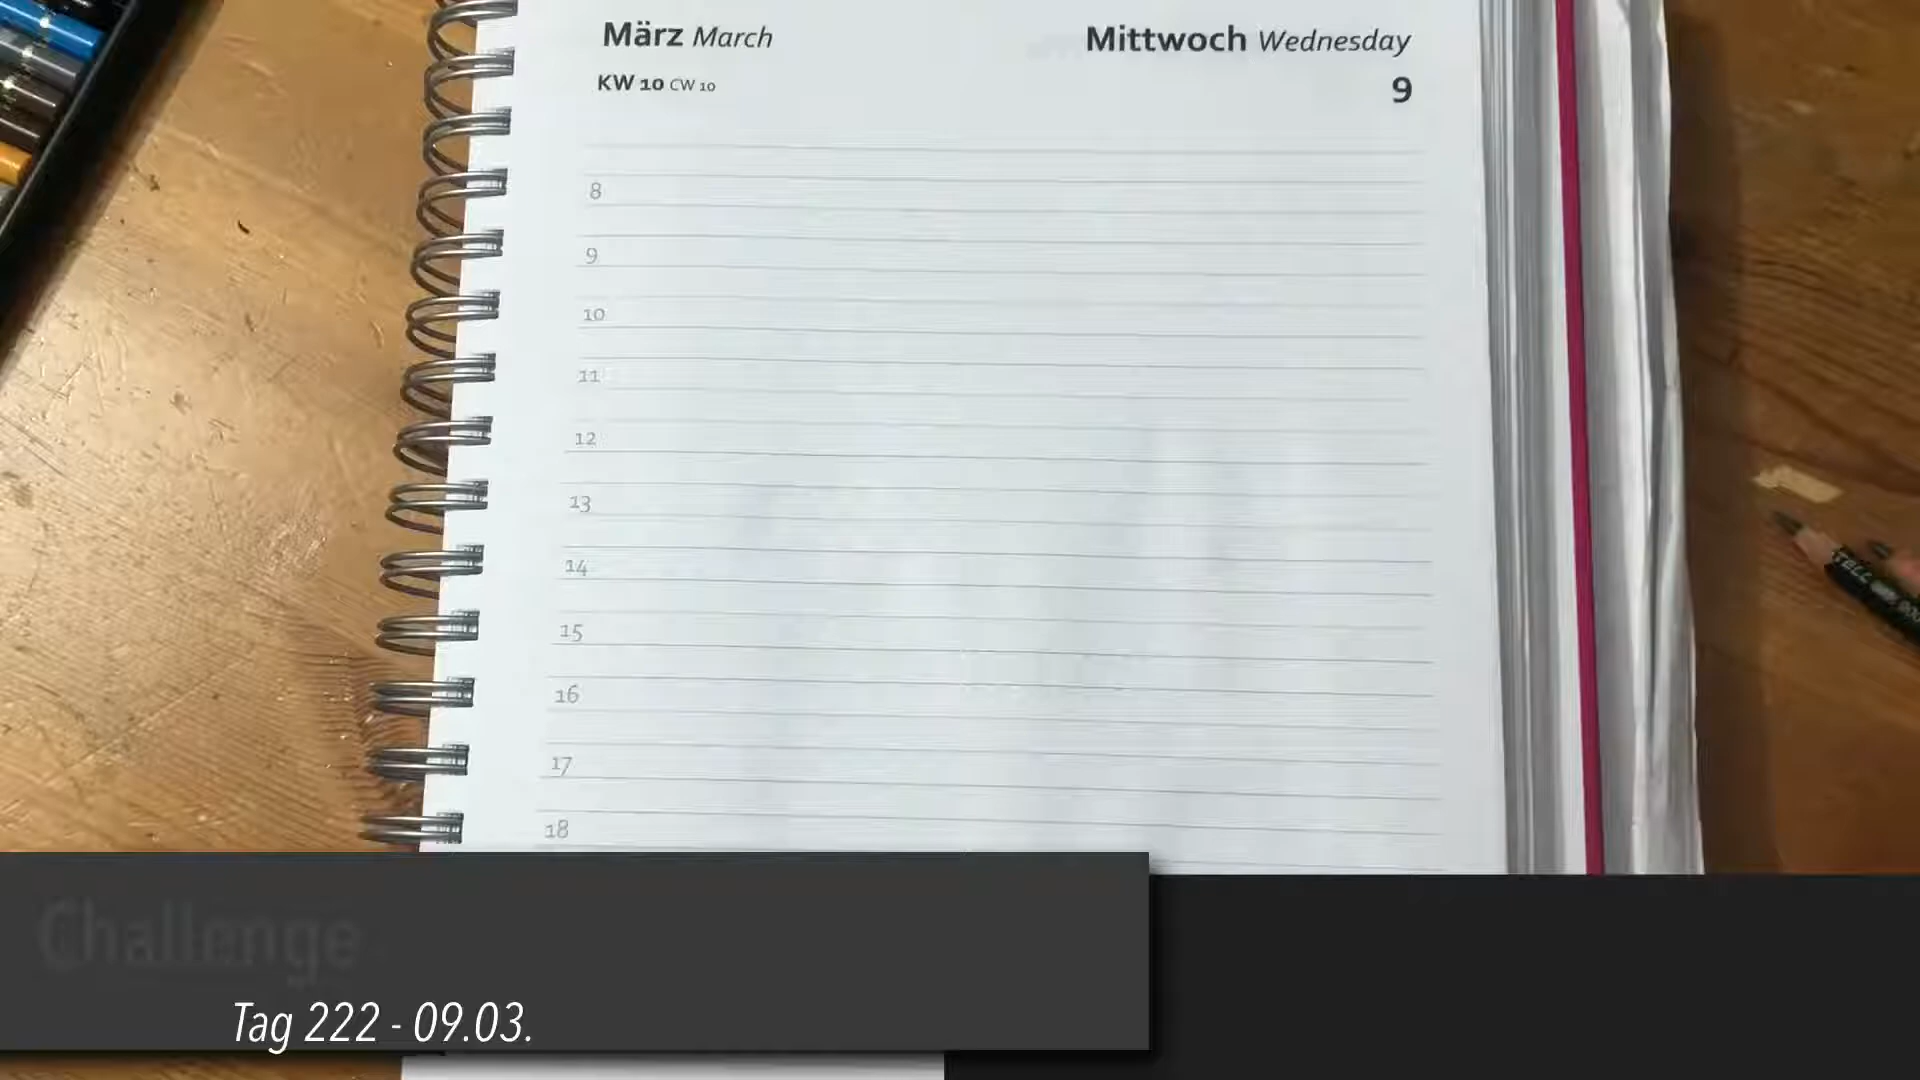 März March
Mittwoch Wednesday
KW 10 CW 10
9
8
9
10
11
12
13
14
15
16
17
18
Challenge
Tag 222 - 09.03.